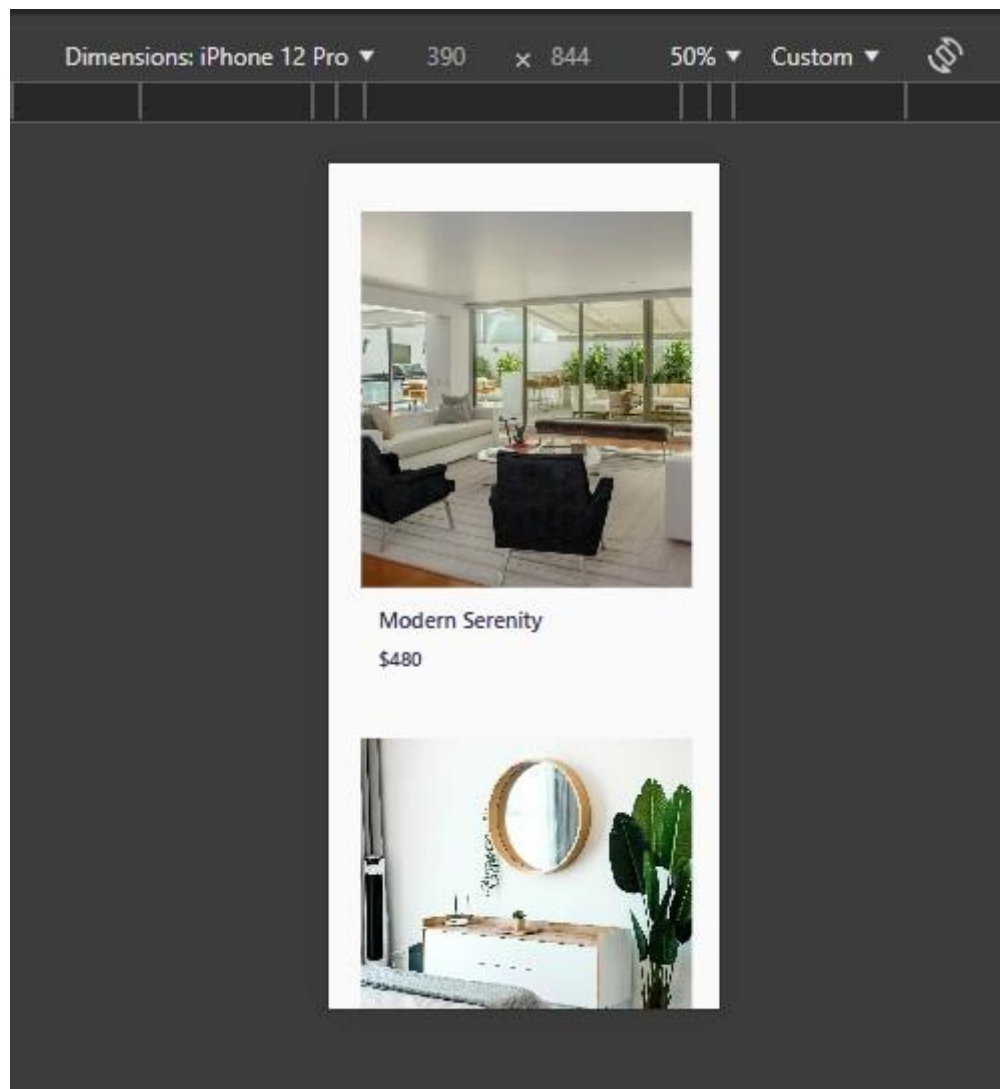 Dimensions: iPhone 12 Pro ▼ 390 × 844 50% ▼ Custom ▼
Modern Serenity
$480